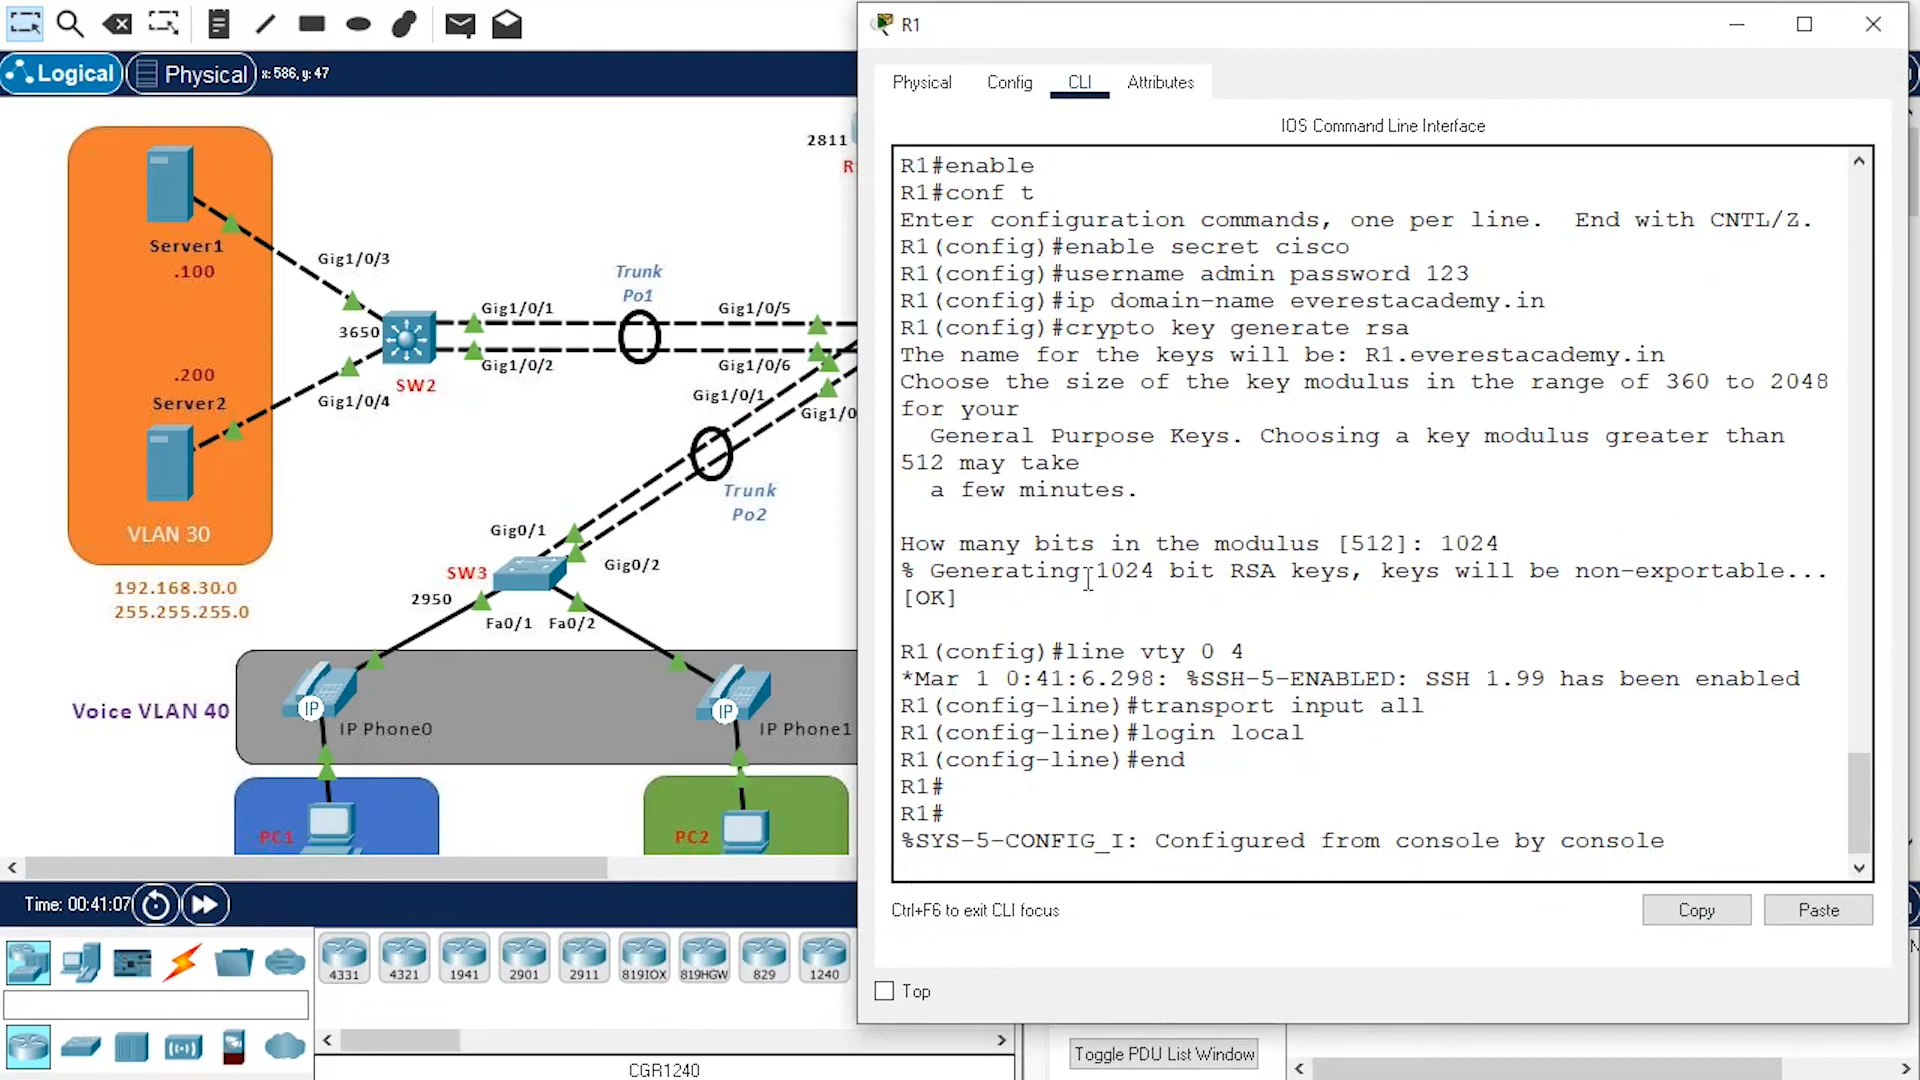 Logical
Physical
x: 586, y: 47
Server1
.100
Gig1/0/3
3650
SW2
.200
Server2
Gig1/0/4
VLAN 30
192.168.30.0
255.255.255.0
Gig1/0/1
Gig1/0/2
Trunk
Po1
Gig1/0/5
Gig1/0/6
Gig1/0/1
Gig1/0
2811
R
Trunk
Po2
Gig0/1
Gig0/2
SW3
2950
Fa0/1
Fa0/2
Voice VLAN 40
IP
IP Phone0
IP
IP Phone1
PC1
PC2
Time: 00:41:07
4331
4321
1941
2901
2911
819IOX
819HGW
829
1240
CGR1240
R1
Physical
Config
CLI
Attributes
IOS Command Line Interface
R1#enable
R1#conf t
Enter configuration commands, one per line.  End with CNTL/Z.
R1(config)#enable secret cisco
R1(config)#username admin password 123
R1(config)#ip domain-name everestacademy.in
R1(config)#crypto key generate rsa
The name for the keys will be: R1.everestacademy.in
Choose the size of the key modulus in the range of 360 to 2048
for your
General Purpose Keys. Choosing a key modulus greater than
512 may take
a few minutes.
How many bits in the modulus [512]: 1024
% Generating 1024 bit RSA keys, keys will be non-exportable...
[OK]
R1(config)#line vty 0 4
*Mar 1 0:41:6.298: %SSH-5-ENABLED: SSH 1.99 has been enabled
R1(config-line)#transport input all
R1(config-line)#login local
R1(config-line)#end
R1#
R1#
%SYS-5-CONFIG_I: Configured from console by console
Ctrl+F6 to exit CLI focus
Copy
Paste
Top
Toggle PDU List Window
N